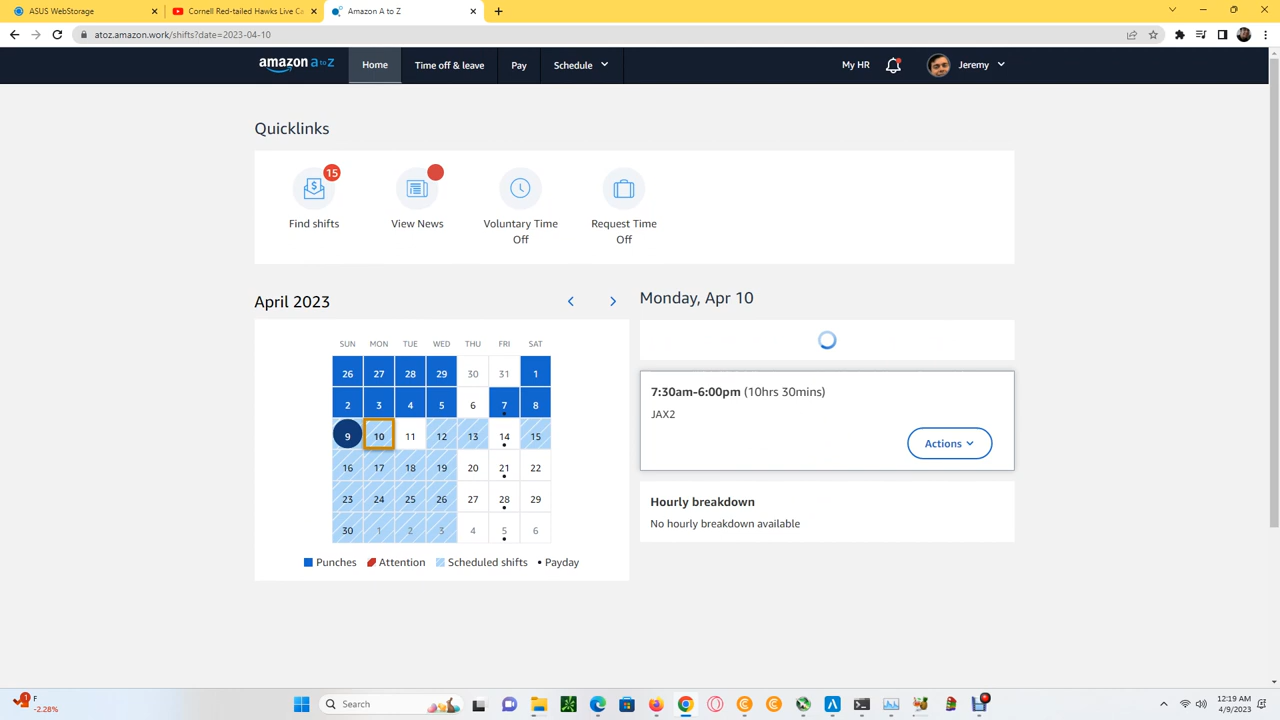 ASUS WebStorage
Cornell Red-tailed Hawks Live Ca
Amazon A to Z
atoz.amazon.work/shifts?date=2023-04-10
amazon a to z
Home
Time off & leave
Pay
Schedule
My HR
Jeremy
Quicklinks
15
Find shifts
View News
Voluntary Time
Off
Request Time
Off
April 2023
SUN MON TUE WED THU FRI SAT
26 27 28 29 30 31 1
2 3 4 5 6 7 8
9 10 11 12 13 14 15
16 17 18 19 20 21 22
23 24 25 26 27 28 29
30 1 2 3 4 5 6
Punches Attention Scheduled shifts • Payday
Monday, Apr 10
7:30am-6:00pm (10hrs 30mins)
JAX2
Actions
Hourly breakdown
No hourly breakdown available
1
F
-2.28%
Search
12:19 AM
4/9/2023